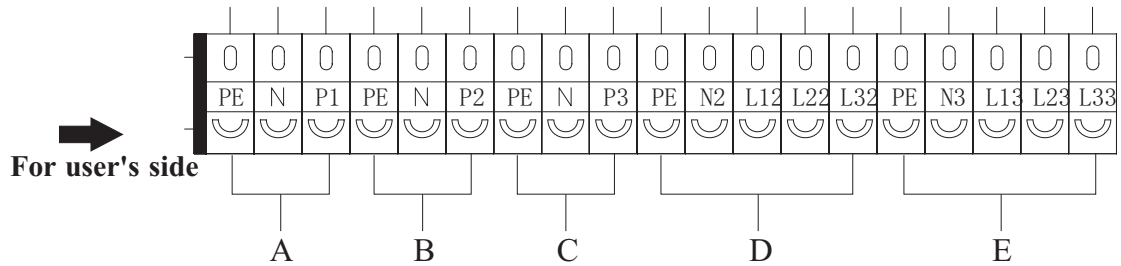 PE N P1 PE N P2 PE N P3 PE N2 L12 L22 L32 PE N3 L13 L23 L33
For user's side
A B C D E